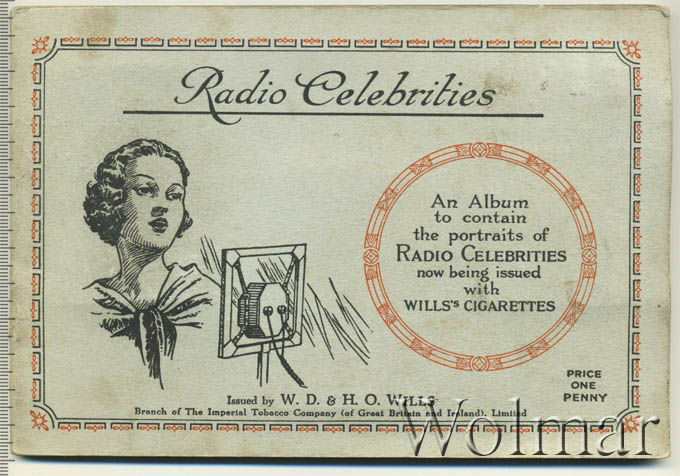 Radio Celebrities
An Album
to contain
the portraits of
RADIO CELEBRITIES
now being issued
with
WILLS'S CIGARETTES
PRICE
ONE
PENNY
Issued by W. D. & H. O. WILLS
Branch of The Imperial Tobacco Company (of Great Britain and Ireland), Limited
Wolmar